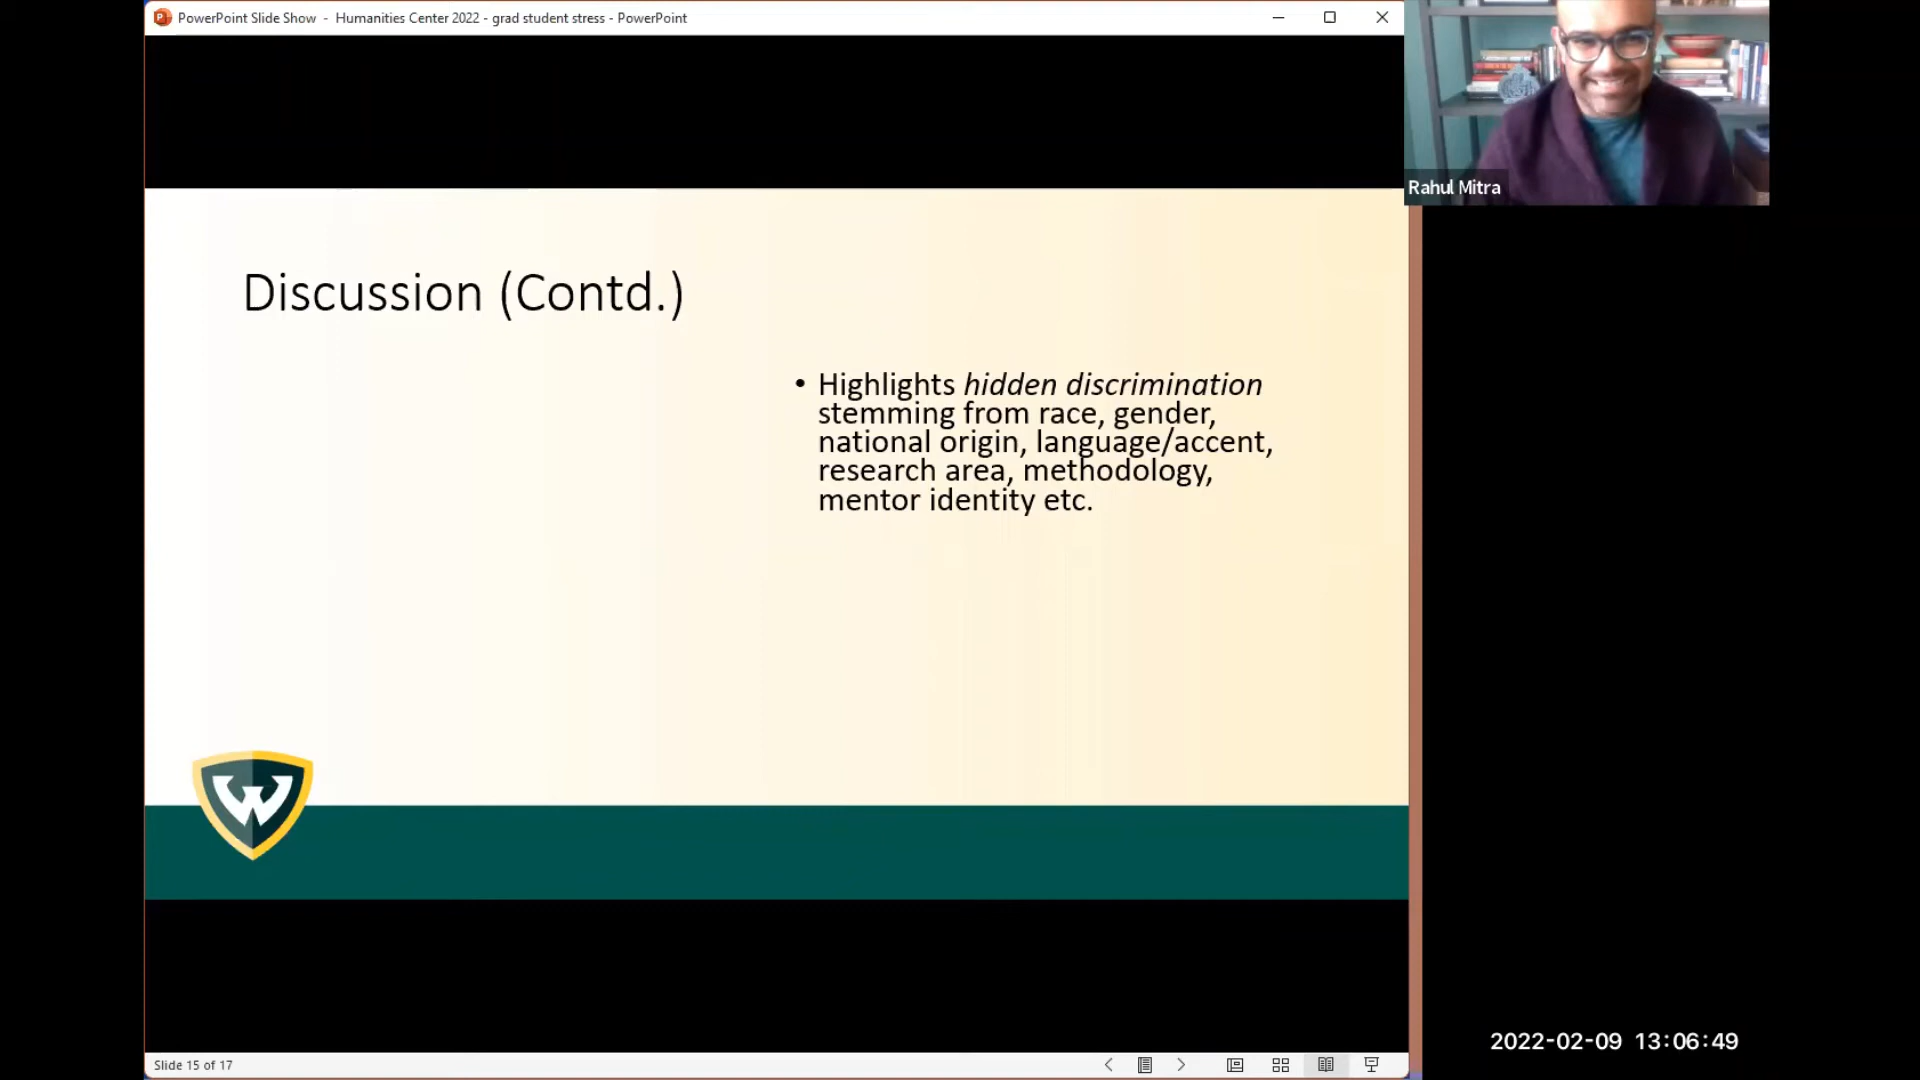 PowerPoint Slide Show - Humanities Center 2022 - grad student stress - PowerPoint
Rahul Mitra
Discussion (Contd.)
• Highlights hidden discrimination
stemming from race, gender,
national origin, language/accent,
research area, methodology,
mentor identity etc.
W
2022-02-09 13:06:49
Slide 15 of 17